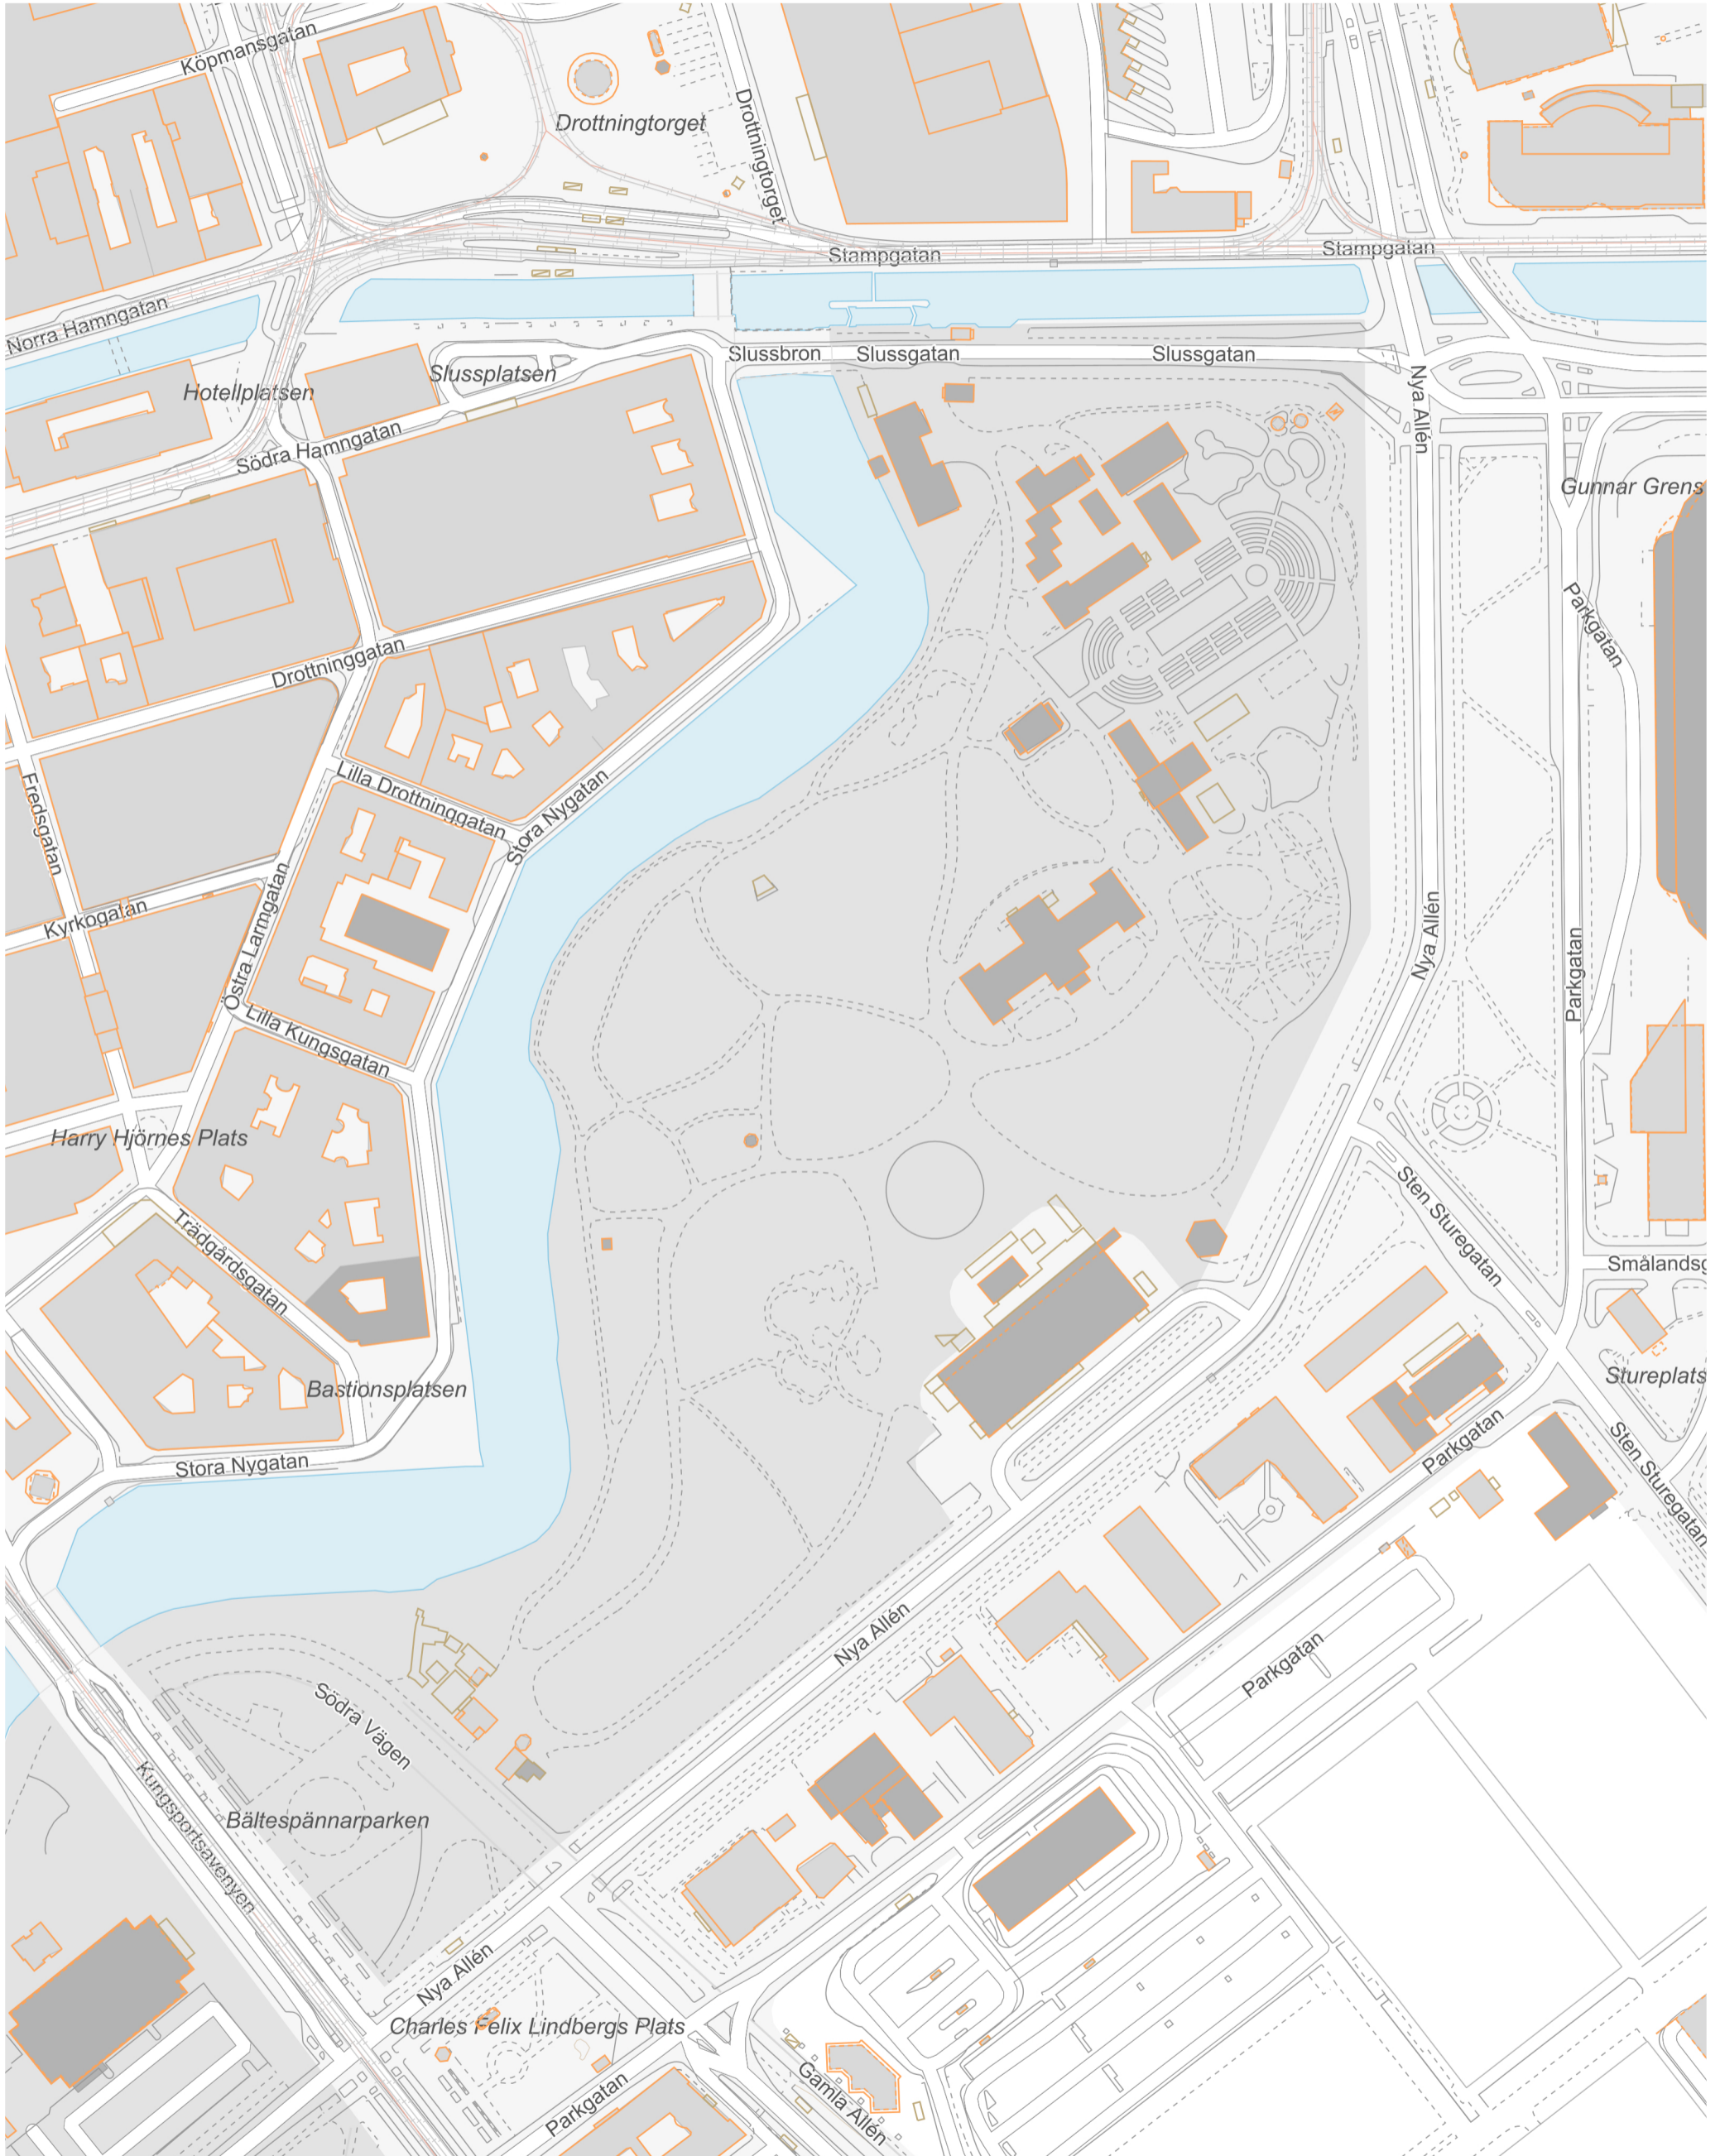 Köpmansgatan
Drottningtorget
Drottningtorget
Stampgatan
Stampgatan
Norra Hamngatan
Slussbron
Slussgatan
Slussgatan
Slussplatsen
Hotellplatsen
Södra Hamngatan
Nya Allén
Gunnar Grens
Parkgatan
Drottninggatan
Lilla Drottninggatan
Stora Nygatan
Fredsgatan
Kyrkogatan
Östra Larmgatan
Nya Allén
Parkgatan
Lilla Kungsgatan
Harry Hjörnes Plats
Trädgårdsgatan
Sten Sturegatan
Smålandsg
Stureplats
Bastionsplatsen
Parkgatan
Sten Sturegatan
Stora Nygatan
Nya Allén
Parkgatan
Södra Vägen
Kungsportsavenyen
Bältespännarparken
Nya Allén
Charles Felix Lindbergs Plats
Parkgatan
Gamla Allén